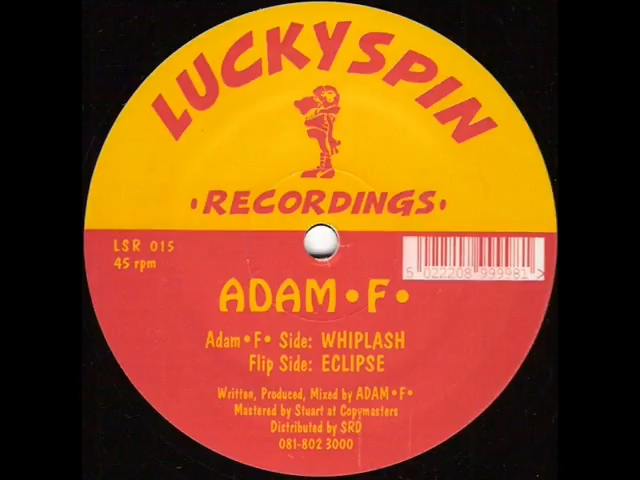 LUCKYSPIN
•RECORDINGS•
LSR 015
45 rpm
5 022208 999981 >
ADAM•F•
Adam•F• Side: WHIPLASH
Flip Side: ECLIPSE
Written, Produced, Mixed by ADAM•F•
Mastered by Stuart at Copymasters
Distributed by SRD
081-802 3000